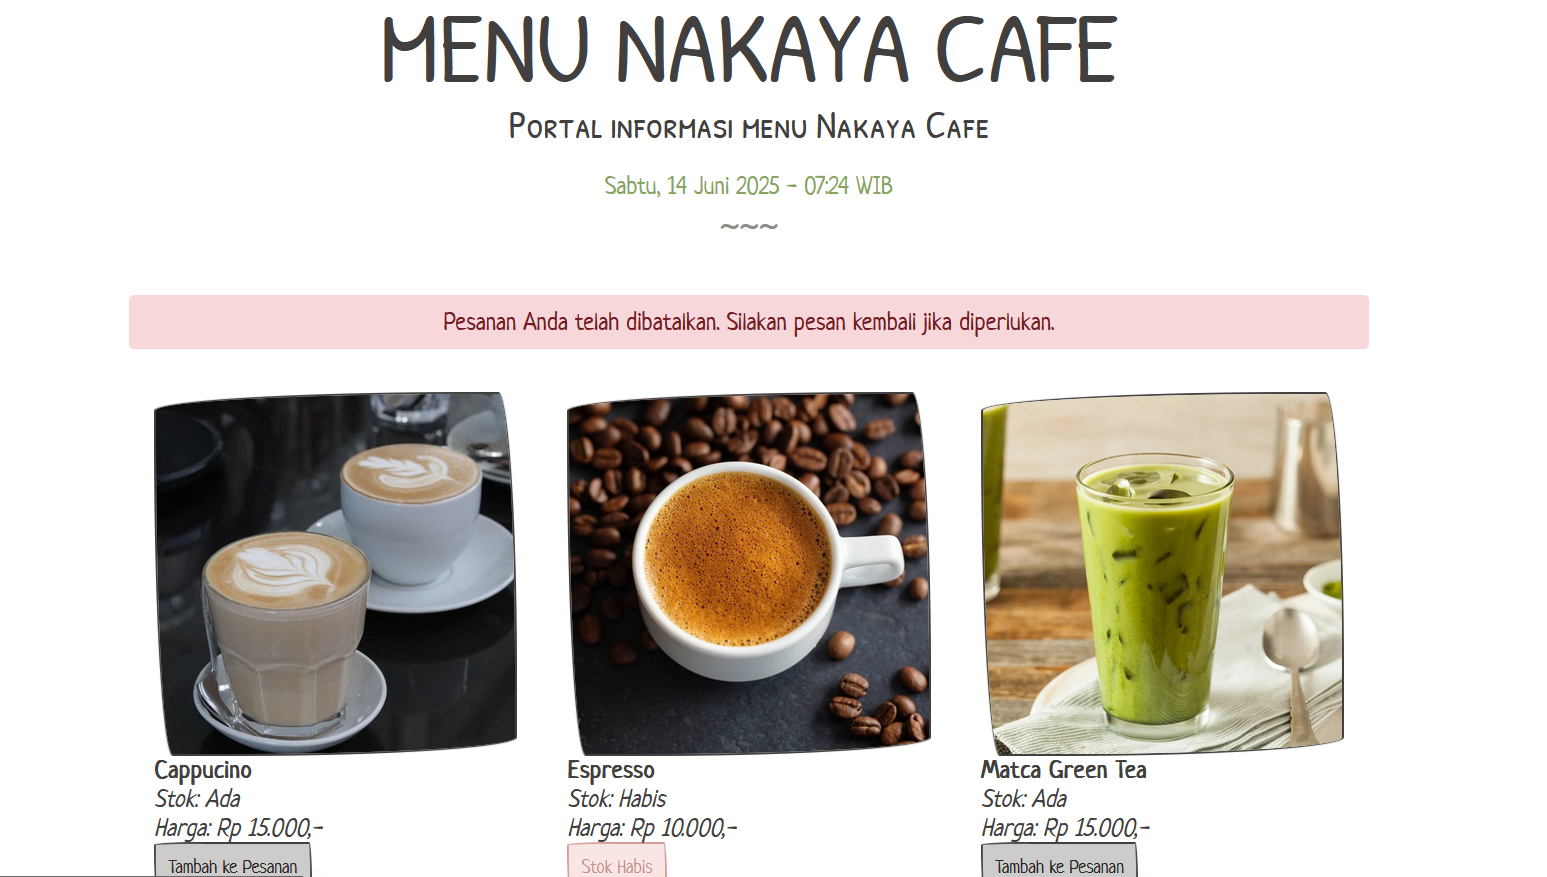 MENU NAKAYA CAFE
Portal informasi menu Nakaya Cafe
Sabtu, 14 Juni 2025 - 07:24 WIB
~~~
Pesanan Anda telah dibatalkan. Silakan pesan kembali jika diperlukan.
Cappucino
Stok: Ada
Harga: Rp 15.000,-
Tambah ke Pesanan
Espresso
Stok: Habis
Harga: Rp 10.000,-
Stok Habis
Matca Green Tea
Stok: Ada
Harga: Rp 15.000,-
Tambah ke Pesanan